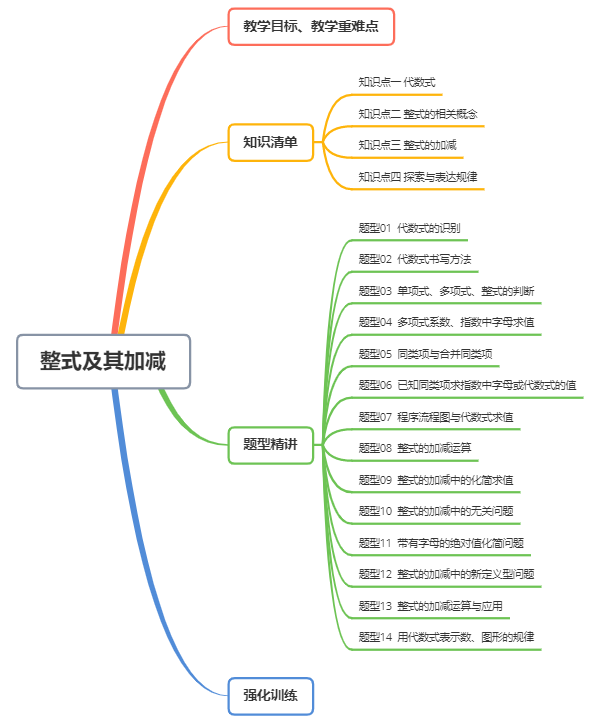 教学目标、教学重难点
知识点一 代数式
知识点二 整式的相关概念
知识清单
知识点三 整式的加减
知识点四 探索与表达规律
题型01 代数式的识别
题型02 代数式书写方法
题型03 单项式、多项式、整式的判断
题型04 多项式系数、指数中字母求值
整式及其加减
题型05 同类项与合并同类项
题型06 已知同类项求指数中字母或代数式的值
题型07 程序流程图与代数式求值
题型精讲
题型08 整式的加减运算
题型09 整式的加减中的化简求值
题型10 整式的加减中的无关问题
题型11 带有字母的绝对值化简问题
题型12 整式的加减中的新定义型问题
题型13 整式的加减运算与应用
题型14 用代数式表示数、图形的规律
强化训练